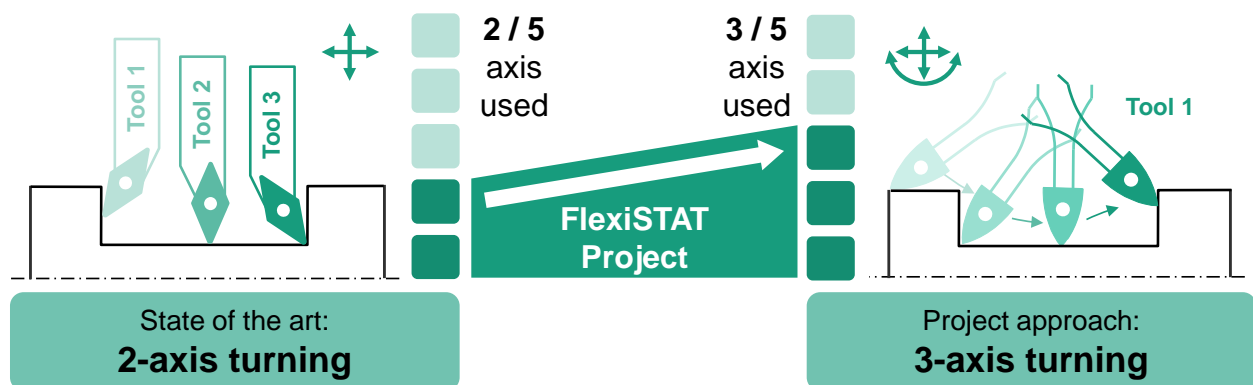 Tool 1
Tool 2
Tool 3
2 / 5
axis
used
3 / 5
axis
used
Tool 1
FlexiSTAT
Project
State of the art:
2-axis turning
Project approach:
3-axis turning